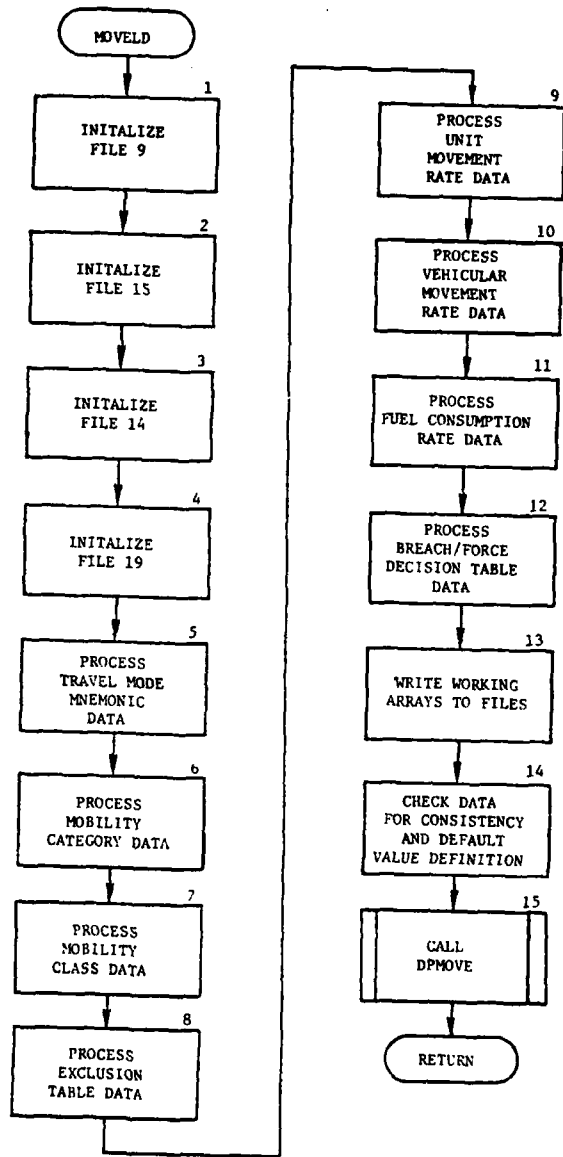 MOVELD
1
INITALIZE
FILE 9
2
INITALIZE
FILE 15
3
INITALIZE
FILE 14
4
INITALIZE
FILE 19
5
PROCESS
TRAVEL MODE
MNEMONIC
DATA
6
PROCESS
MOBILITY
CATEGORY DATA
7
PROCESS
MOBILITY
CLASS DATA
8
PROCESS
EXCLUSION
TABLE DATA
9
PROCESS
UNIT
MOVEMENT
RATE DATA
10
PROCESS
VEHICULAR
MOVEMENT
RATE DATA
11
PROCESS
FUEL CONSUMPTION
RATE DATA
12
PROCESS
BREACH/FORCE
DECISION TABLE
DATA
13
WRITE WORKING
ARRAYS TO FILES
14
CHECK DATA
FOR CONSISTENCY
AND DEFAULT
VALUE DEFINITION
15
CALL
DPMOVE
RETURN